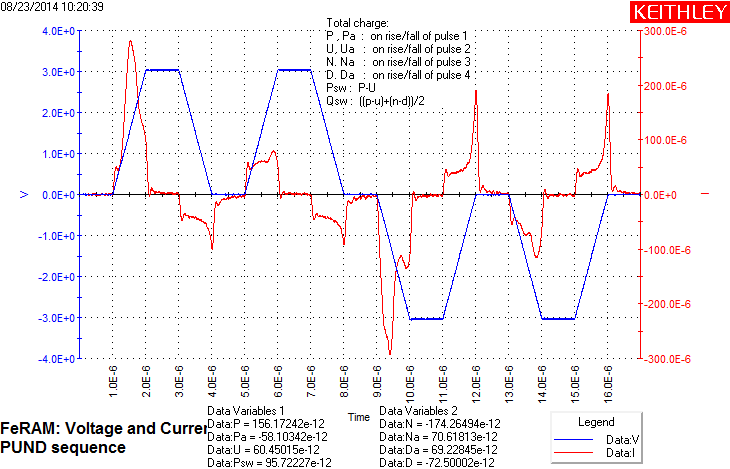 08/23/2014 10:20:39
KEITHLEY
Total charge:
P , Pa : on rise/fall of pulse 1
U, Ua : on rise/fall of pulse 2
N. Na : on rise/fall of pulse 3
D. Da : on rise/fall of pulse 4
Psw : P-U
Qsw : ((p-u)+(n-d))/2
4.0E+0
3.0E+0
2.0E+0
1.0E+0
0.0E+0
-1.0E+0
-2.0E+0
-3.0E+0
-4.0E+0
V
300.0E-6
200.0E-6
100.0E-6
0.0E+0
-100.0E-6
-200.0E-6
-300.0E-6
I
1.0E-6
2.0E-6
3.0E-6
4.0E-6
5.0E-6
6.0E-6
7.0E-6
8.0E-6
9.0E-6
10.0E-6
11.0E-6
12.0E-6
13.0E-6
14.0E-6
15.0E-6
16.0E-6
Time
FeRAM: Voltage and Currer
PUND sequence
Data Variables 1
Data:P = 156.17242e-12
Data:Pa = -58.10342e-12
Data:U = 60.45015e-12
Data:Psw = 95.72227e-12
Data Variables 2
Data:N = -174.26494e-12
Data:Na = 70.61813e-12
Data:Da = 69.22845e-12
Data:D = -72.50002e-12
Legend
Data:V
Data:I